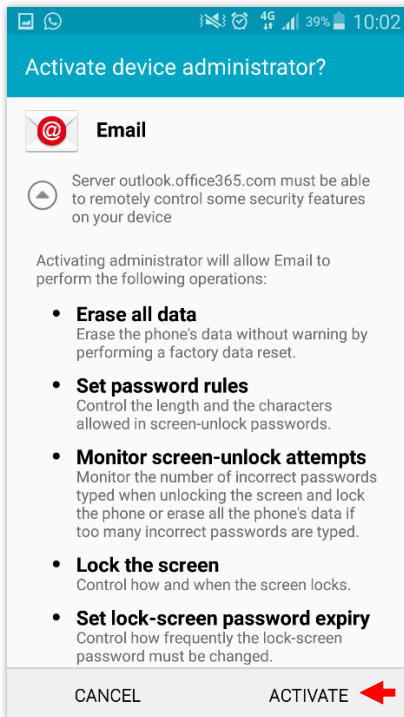 4G 39% 10:02
Activate device administrator?
@ Email
Server outlook.office365.com must be able
to remotely control some security features
on your device
Activating administrator will allow Email to
perform the following operations:
• Erase all data
Erase the phone's data without warning by
performing a factory data reset.
• Set password rules
Control the length and the characters
allowed in screen-unlock passwords.
• Monitor screen-unlock attempts
Monitor the number of incorrect passwords
typed when unlocking the screen and lock
the phone or erase all the phone's data if
too many incorrect passwords are typed.
• Lock the screen
Control how and when the screen locks.
• Set lock-screen password expiry
Control how frequently the lock-screen
password must be changed.
CANCEL ACTIVATE